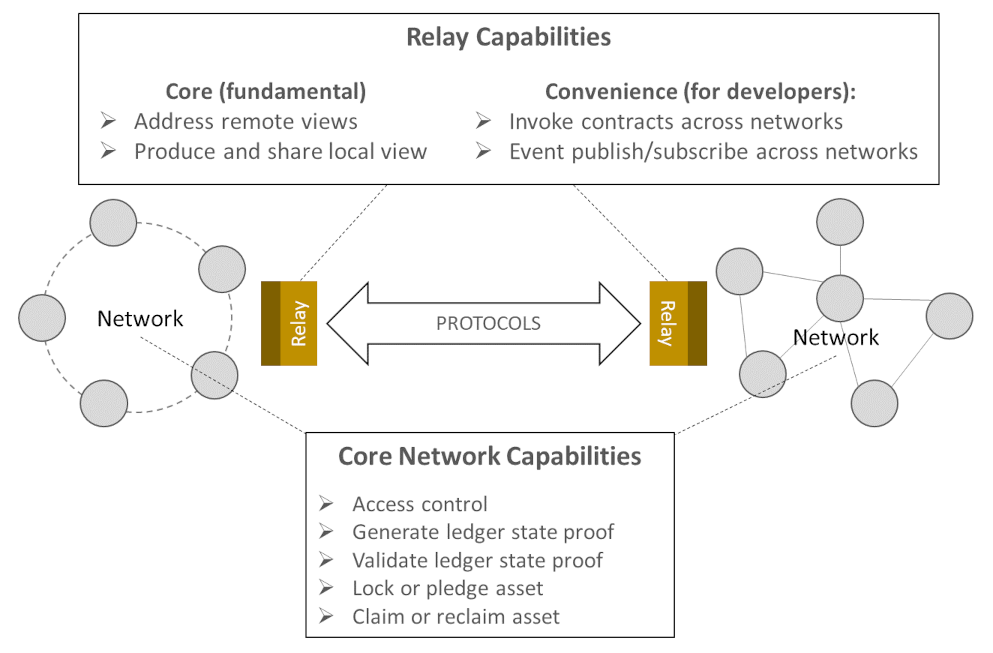 Relay Capabilities
Core (fundamental)
Address remote views
Produce and share local view
Convenience (for developers):
Invoke contracts across networks
Event publish/subscribe across networks
Network
Relay
PROTOCOLS
Relay
Network
Core Network Capabilities
Access control
Generate ledger state proof
Validate ledger state proof
Lock or pledge asset
Claim or reclaim asset